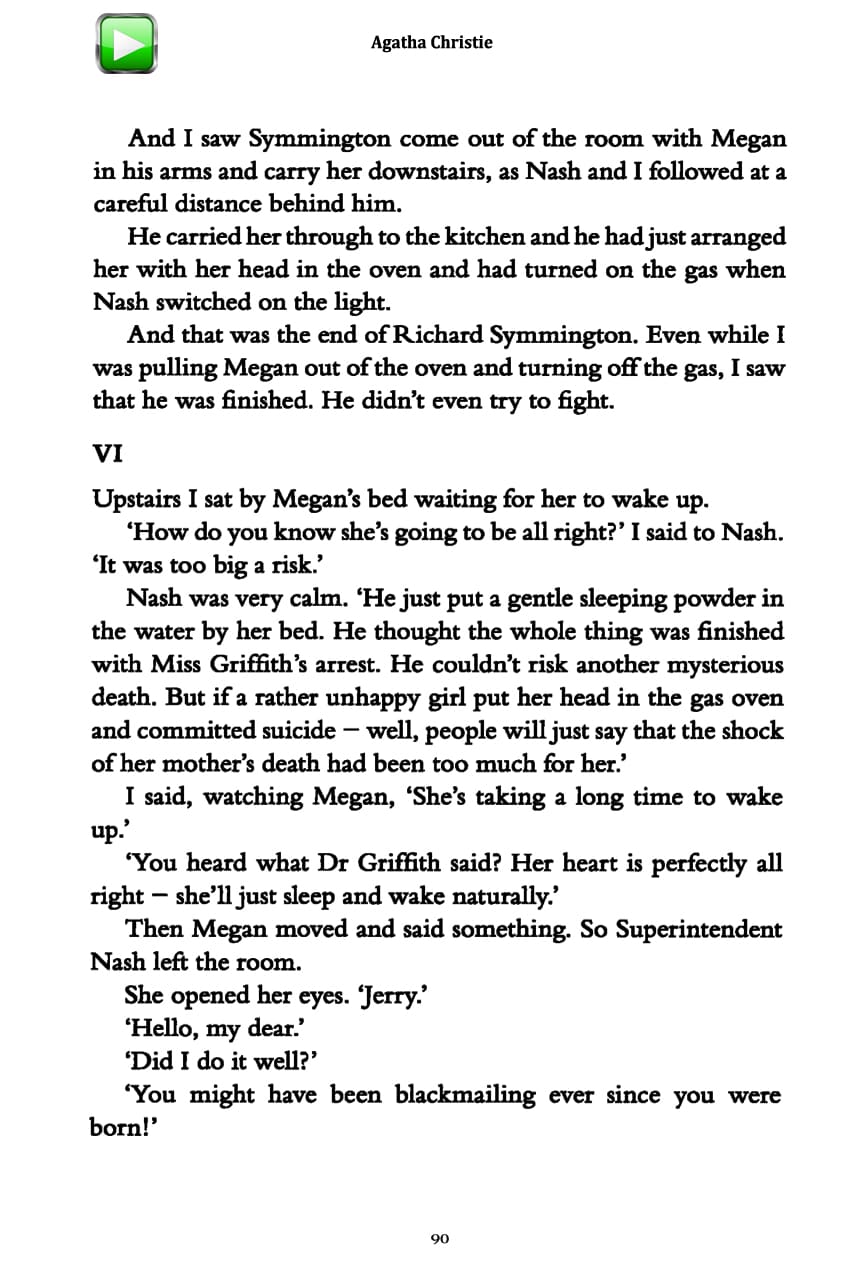 Agatha Christie
And I saw Symmington come out of the room with Megan
in his arms and carry her downstairs, as Nash and I followed at a
careful distance behind him.
He carried her through to the kitchen and he had just arranged
her with her head in the oven and had turned on the gas when
Nash switched on the light.
And that was the end of Richard Symmington. Even while I
was pulling Megan out of the oven and turning off the gas, I saw
that he was finished. He didn’t even try to fight.
VI
Upstairs I sat by Megan’s bed waiting for her to wake up.
‘How do you know she’s going to be all right?’ I said to Nash.
‘It was too big a risk.’
Nash was very calm. ‘He just put a gentle sleeping powder in
the water by her bed. He thought the whole thing was finished
with Miss Griffith’s arrest. He couldn’t risk another mysterious
death. But if a rather unhappy girl put her head in the gas oven
and committed suicide – well, people will just say that the shock
of her mother’s death had been too much for her.’
I said, watching Megan, ‘She’s taking a long time to wake
up.’
‘You heard what Dr Griffith said? Her heart is perfectly all
right – she’ll just sleep and wake naturally.’
Then Megan moved and said something. So Superintendent
Nash left the room.
She opened her eyes. ‘Jerry.’
‘Hello, my dear.’
‘Did I do it well?’
‘You might have been blackmailing ever since you were
born!’
90